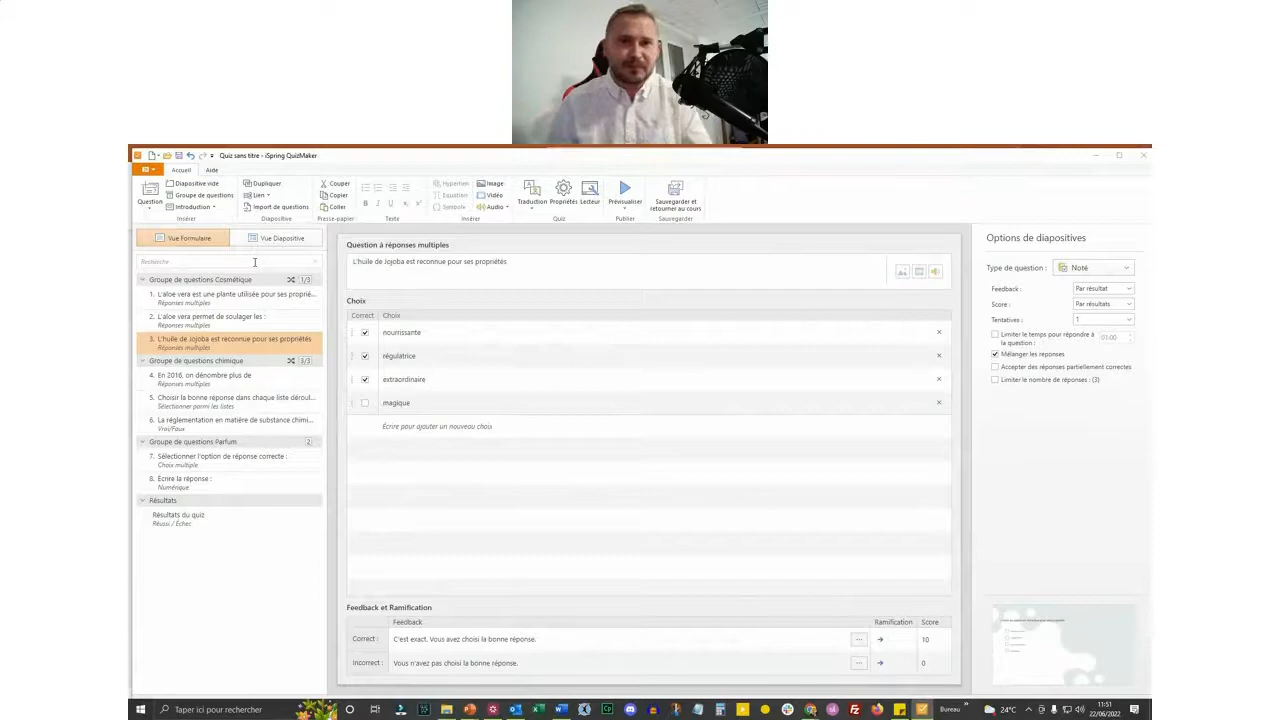 Quiz sans titre - iSpring QuizMaker
Accueil Aide
Question
Diapositive vide
Groupe de questions
Introduction
Insérer
Dupliquer
Lien
Import de questions
Diapositive
Couper
Copier
Coller
Presse-papier
B I U
Texte
Hyperlien
Equation
Symbole
Image
Vidéo
Audio
Insérer
Traduction Propriétés Lecteur
Quiz
Prévisualiser
Publier
Sauvegarder et
retourner au cours
Sauvegarder
Vue Formulaire Vue Diapositive
Recherche
Groupe de questions Cosmétique 1/3
1. L'aloe vera est une plante utilisée pour ses proprié...
Réponses multiples
2. L'aloe vera permet de soulager les :
Réponses multiples
3. L'huile de Jojoba est reconnue pour ses propriétés
Réponses multiples
Groupe de questions chimique 3/3
4. En 2016, on dénombre plus de
Réponses multiples
5. Choisir la bonne réponse dans chaque liste déroul...
Sélectionner parmi les listes
6. La réglementation en matière de substance chimi...
Vrai/Faux
Groupe de questions Parfum 2
7. Sélectionner l'option de réponse correcte :
Choix multiple
8. Écrire la réponse :
Numérique
Résultats
Résultats du quiz
Réussi / Échec
Question à réponses multiples
L'huile de Jojoba est reconnue pour ses propriétés
Choix
Correct Choix
nourrissante
régulatrice
extraordinaire
magique
Écrire pour ajouter un nouveau choix
Feedback et Ramification
Feedback Ramification Score
Correct : C'est exact. Vous avez choisi la bonne réponse. ... 10
Incorrect : Vous n'avez pas choisi la bonne réponse. ... 0
Options de diapositives
Type de question : Noté
Feedback : Par résultat
Score : Par résultats
Tentatives : 1
Limiter le temps pour répondre à
la question : 01:00
Mélanger les réponses
Accepter des réponses partiellement correctes
Limiter le nombre de réponses : (3)
Taper ici pour rechercher
Bureau
24°C
11:51
22/06/2022